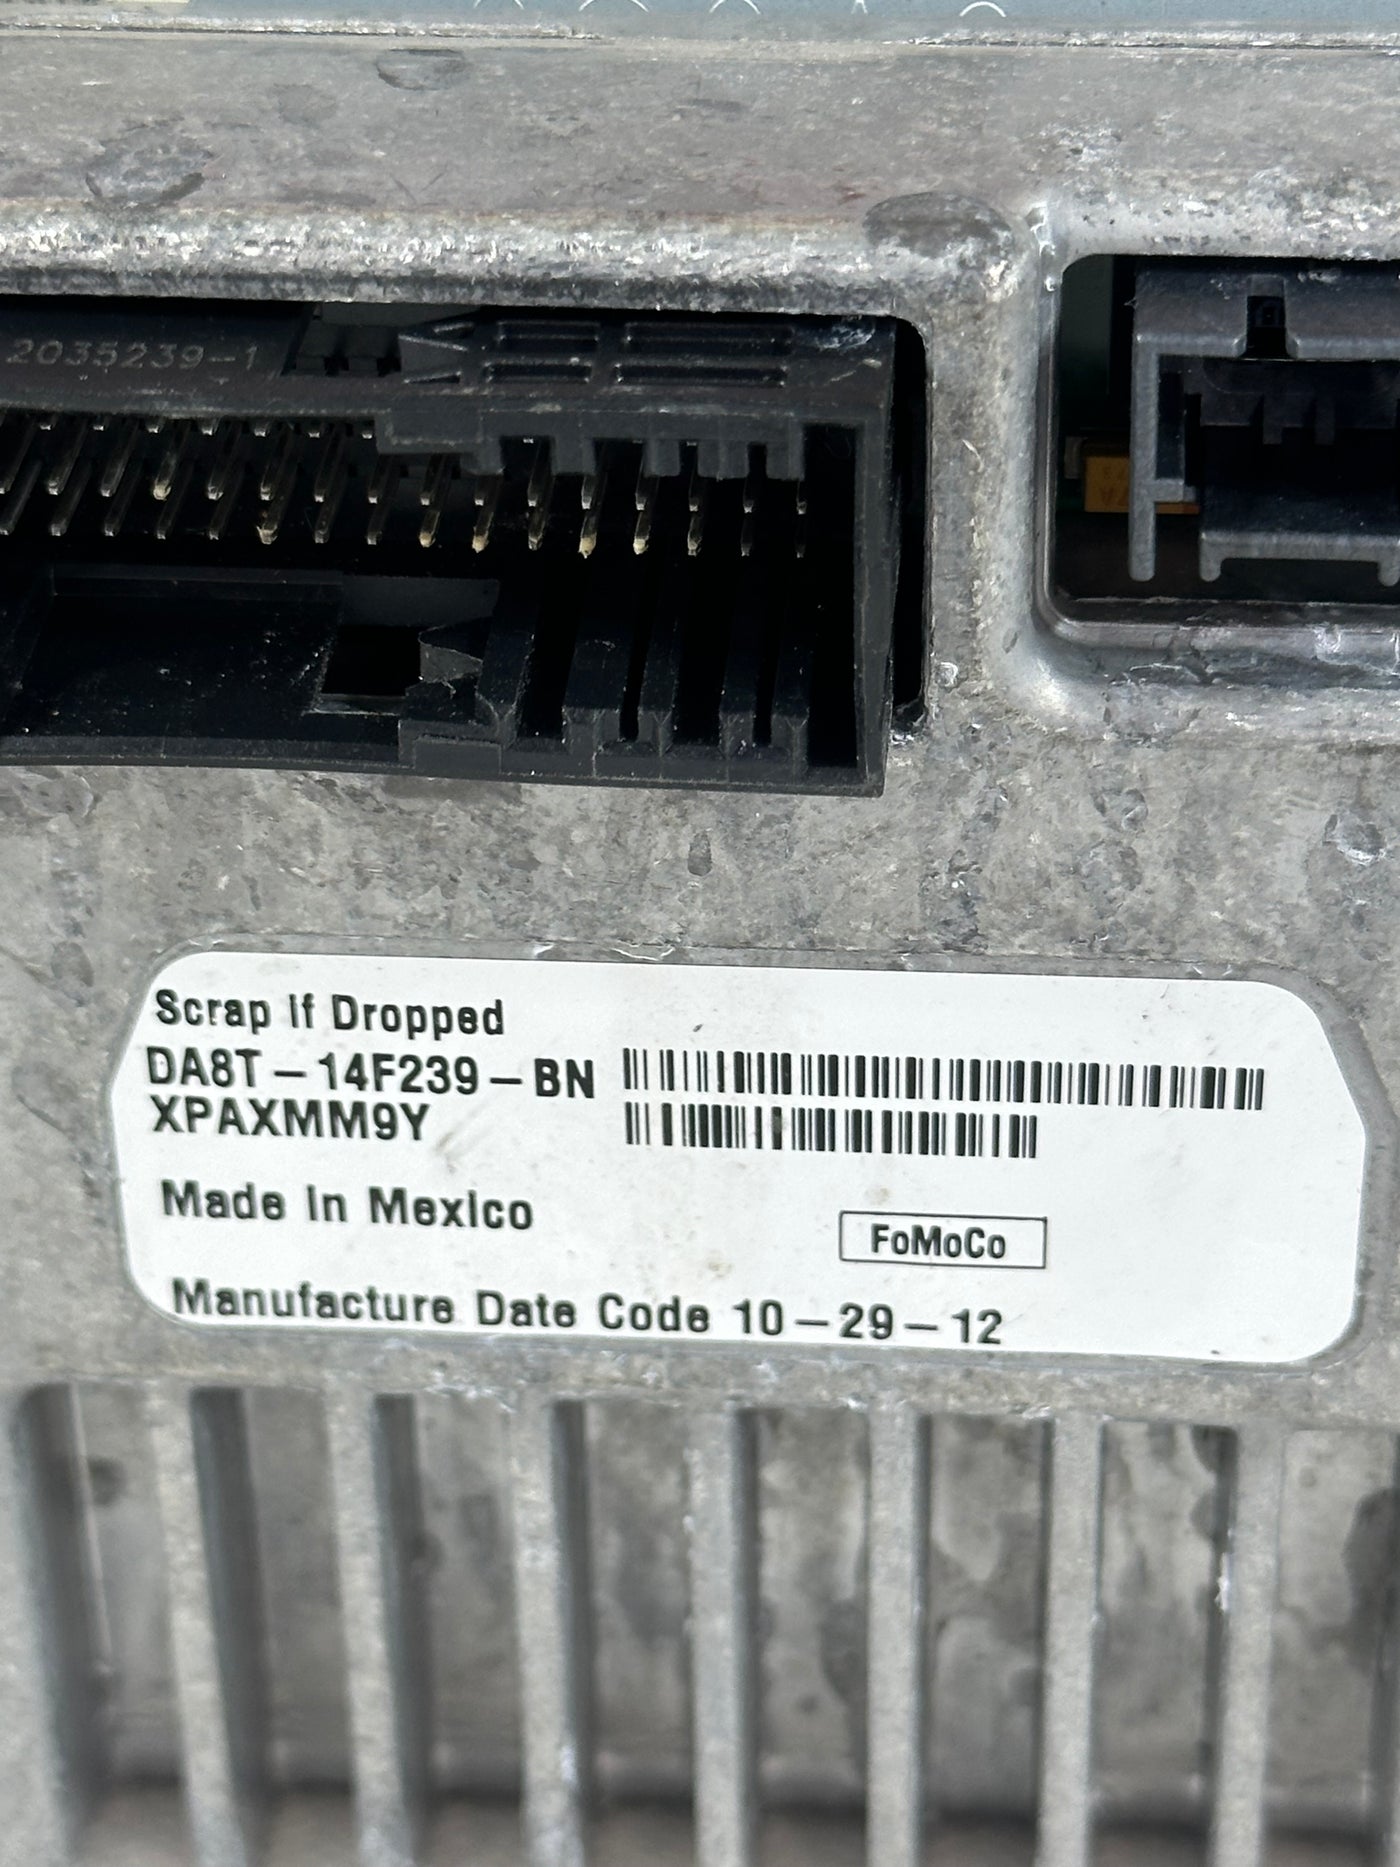 2035239-1
Scrap If Dropped
DA8T-14F239-BN
XPAXMM9Y
Made In Mexico
FoMoCo
Manufacture Date Code 10-29-12